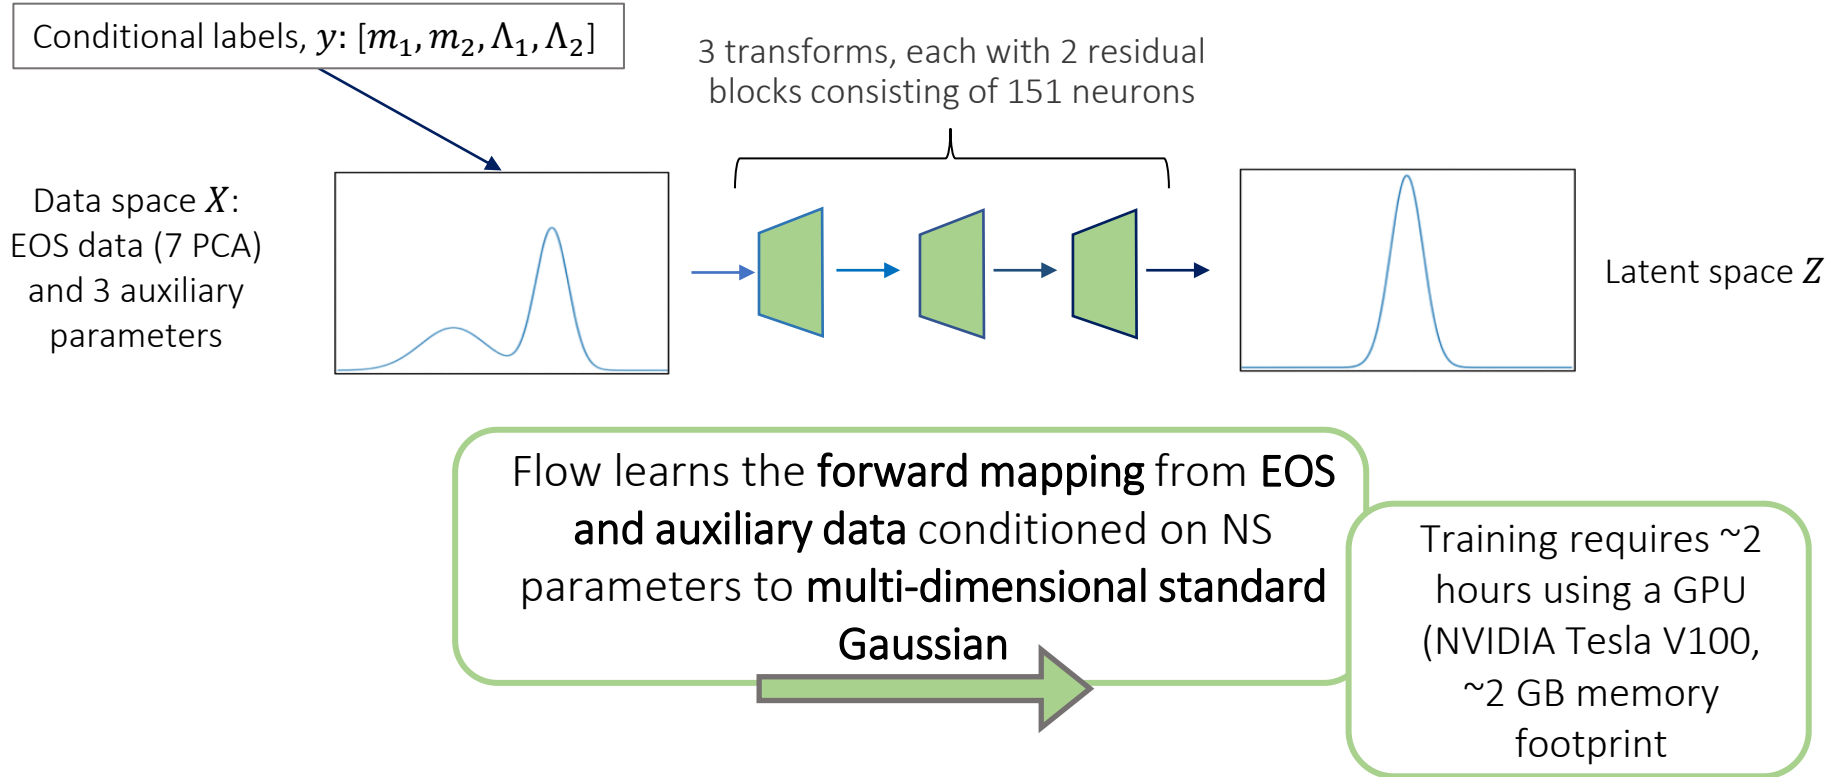 Conditional labels, y: [m₁, m₂, Λ₁, Λ₂]
3 transforms, each with 2 residual
blocks consisting of 151 neurons
Data space X:
EOS data (7 PCA)
and 3 auxiliary
parameters
Latent space Z
Flow learns the forward mapping from EOS
and auxiliary data conditioned on NS
parameters to multi-dimensional standard
Gaussian
Training requires ~2
hours using a GPU
(NVIDIA Tesla V100,
~2 GB memory
footprint